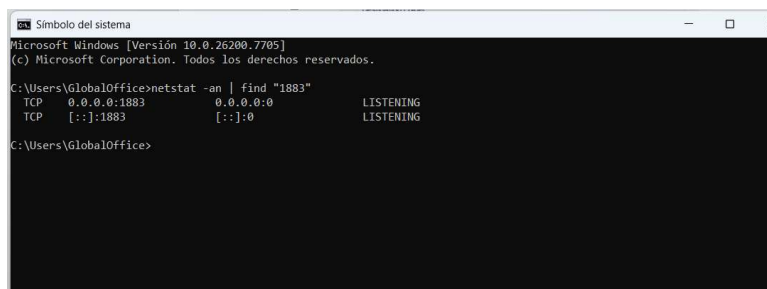 Símbolo del sistema
Microsoft Windows [Versión 10.0.26200.7705]
(c) Microsoft Corporation. Todos los derechos reservados.
C:\Users\GlobalOffice>netstat -an | find "1883"
TCP 0.0.0.0:1883 0.0.0.0:0 LISTENING
TCP [::]:1883 [::]:0 LISTENING
C:\Users\GlobalOffice>